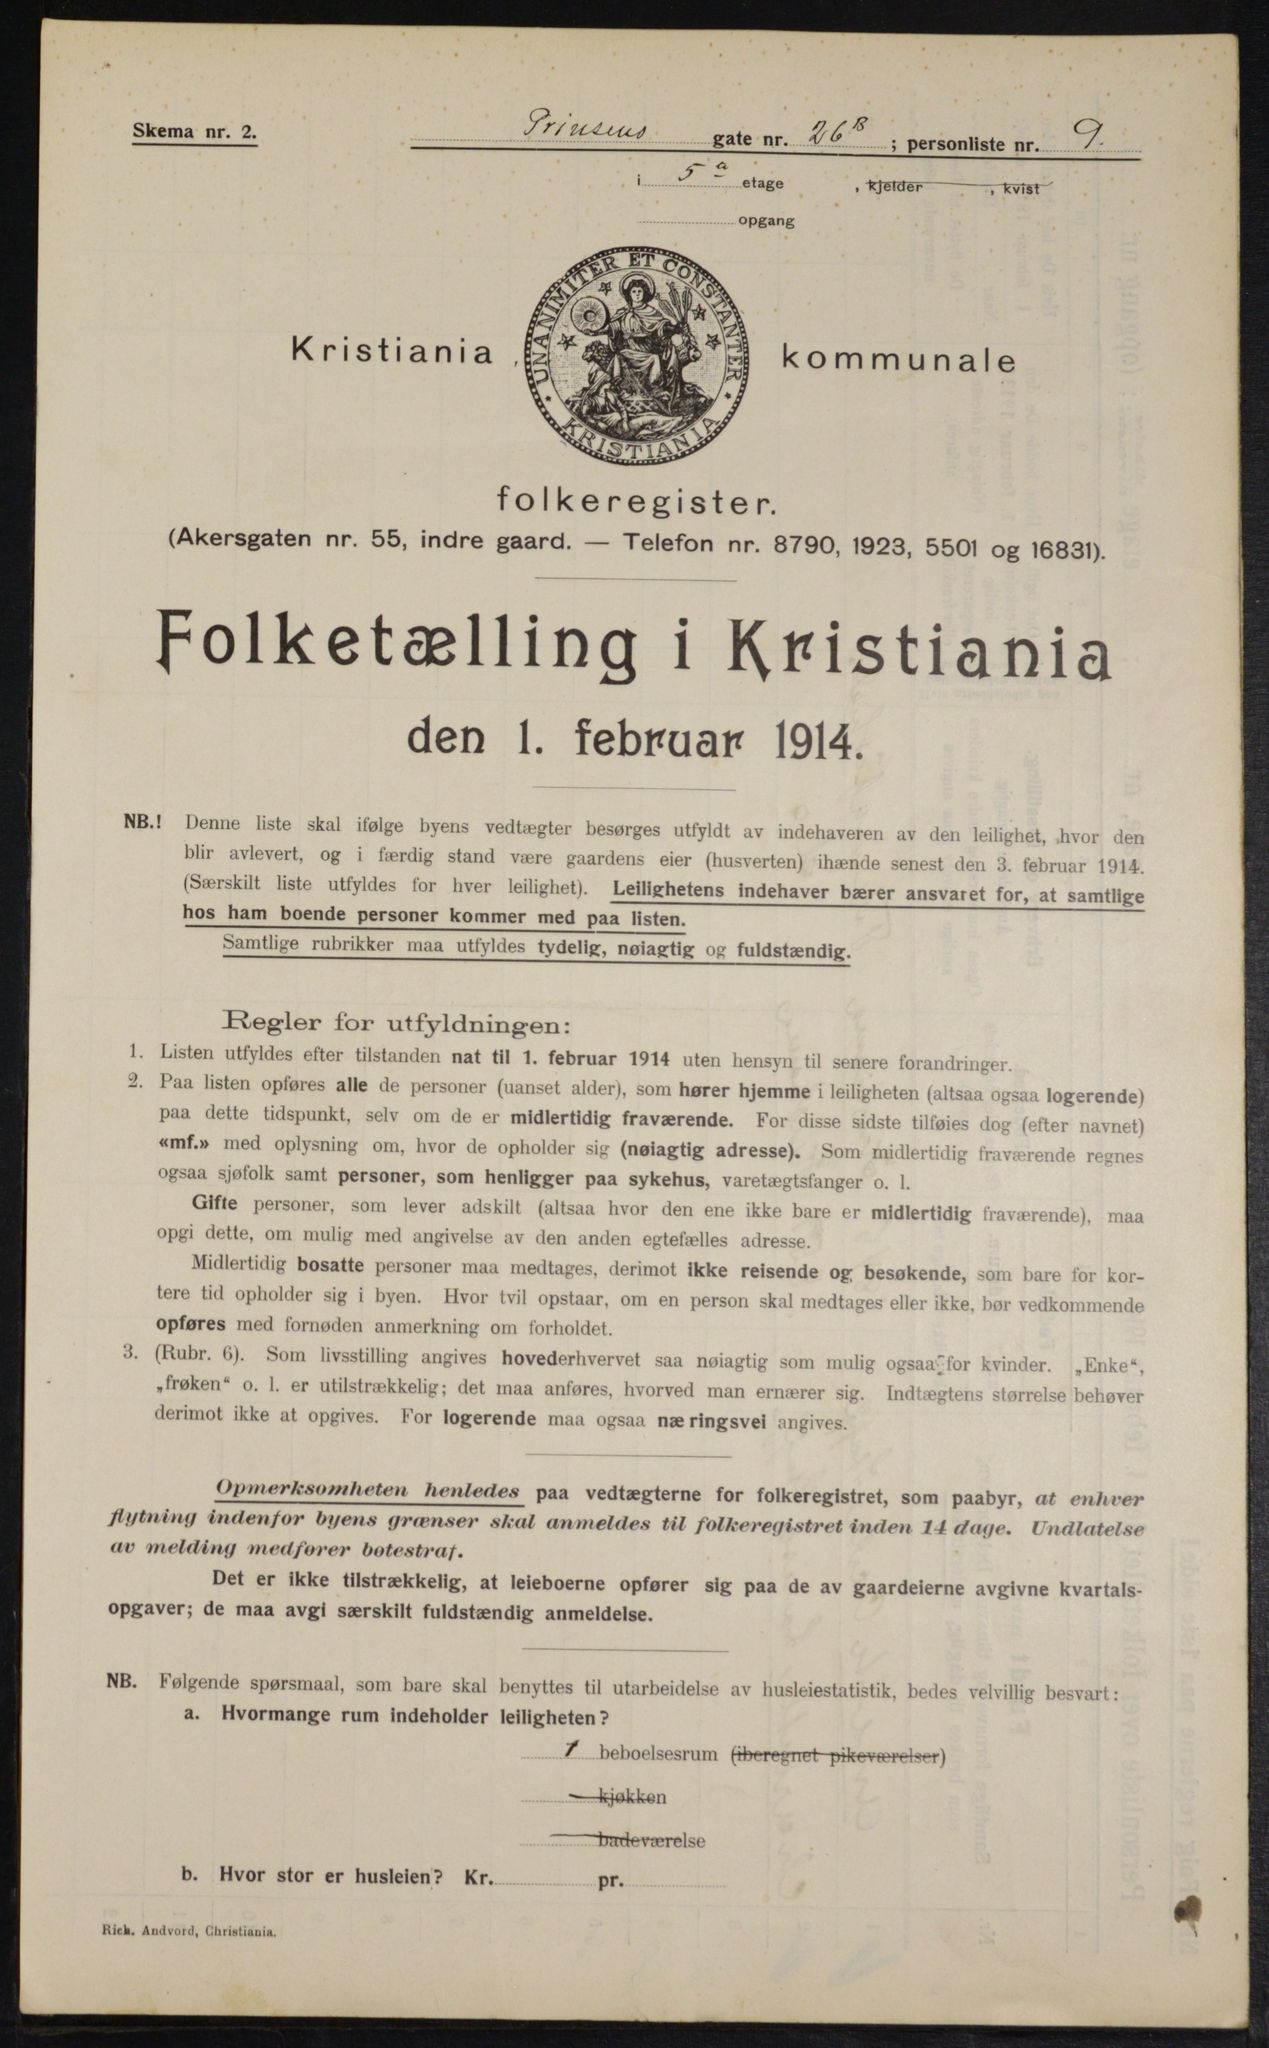 Skema nr. 2.
Prinsens gate nr. 26B; personliste nr. 9.
i 5a etage , kjelder , kvist
opgang
UNANIMITER ET CONSTANTER
KRISTIANIA
Kristiania kommunale
folkeregister.
(Akersgaten nr. 55, indre gaard. — Telefon nr. 8790, 1923, 5501 og 16831).
Folketælling i Kristiania
den 1. februar 1914.
NB.! Denne liste skal ifølge byens vedtægter besørges utfyldt av indehaveren av den leilighet, hvor den
blir avlevert, og i færdig stand være gaardens eier (husverten) ihænde senest den 3. februar 1914.
(Særskilt liste utfyldes for hver leilighet). Leilighetens indehaver bærer ansvaret for, at samtlige
hos ham boende personer kommer med paa listen.
Samtlige rubrikker maa utfyldes tydelig, nøiagtig og fuldstændig.
Regler for utfyldningen:
1. Listen utfyldes efter tilstanden nat til 1. februar 1914 uten hensyn til senere forandringer.
2. Paa listen opføres alle de personer (uanset alder), som hører hjemme i leiligheten (altsaa ogsaa logerende)
paa dette tidspunkt, selv om de er midlertidig fraværende. For disse sidste tilføies dog (efter navnet)
«mf.» med oplysning om, hvor de opholder sig (nøiagtig adresse). Som midlertidig fraværende regnes
ogsaa sjøfolk samt personer, som henligger paa sykehus, varetægtsfanger o. l.
Gifte personer, som lever adskilt (altsaa hvor den ene ikke bare er midlertidig fraværende), maa
opgi dette, om mulig med angivelse av den anden egtefælles adresse.
Midlertidig bosatte personer maa medtages, derimot ikke reisende og besøkende, som bare for kor-
tere tid opholder sig i byen. Hvor tvil opstaar, om en person skal medtages eller ikke, bør vedkommende
opføres med fornøden anmerkning om forholdet.
3. (Rubr. 6). Som livsstilling angives hovederhvervet saa nøiagtig som mulig ogsaa for kvinder. „Enke“,
„frøken“ o. l. er utilstrækkelig; det maa anføres, hvorved man ernærer sig. Indtægtens størrelse behøver
derimot ikke at opgives. For logerende maa ogsaa næringsvei angives.
Opmerksomheten henledes paa vedtægterne for folkeregistret, som paabyr, at enhver
flytning indenfor byens grænser skal anmeldes til folkeregistret inden 14 dage. Undlatelse
av melding medfører bøtestraf.
Det er ikke tilstrækkelig, at leieboerne opfører sig paa de av gaardeierne avgivne kvartals-
opgaver; de maa avgi særskilt fuldstændig anmeldelse.
NB. Følgende spørsmaal, som bare skal benyttes til utarbeidelse av husleiestatistik, bedes velvillig besvart:
a. Hvormange rum indeholder leiligheten?
1 beboelsesrum (iberegnet pikeværelser)
kjøkken
badeværelse
b. Hvor stor er husleien? Kr. pr.
Rich. Andvord, Christiania.